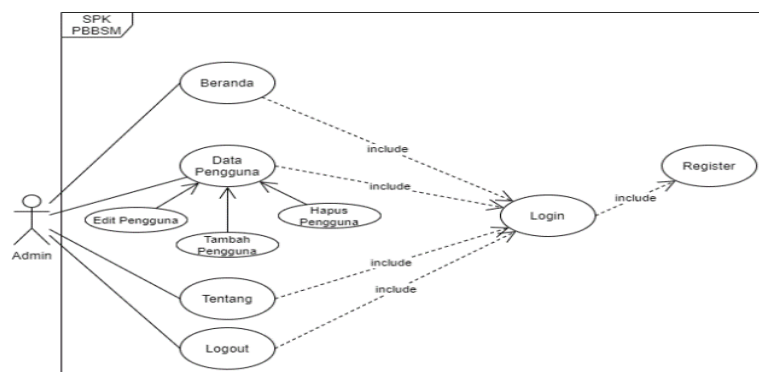 SPK
PBBSM
Beranda
include
Data
Pengguna
include
Register
include
Edit Pengguna
Hapus
Pengguna
Tambah
Pengguna
Login
Admin
include
Tentang
include
Logout